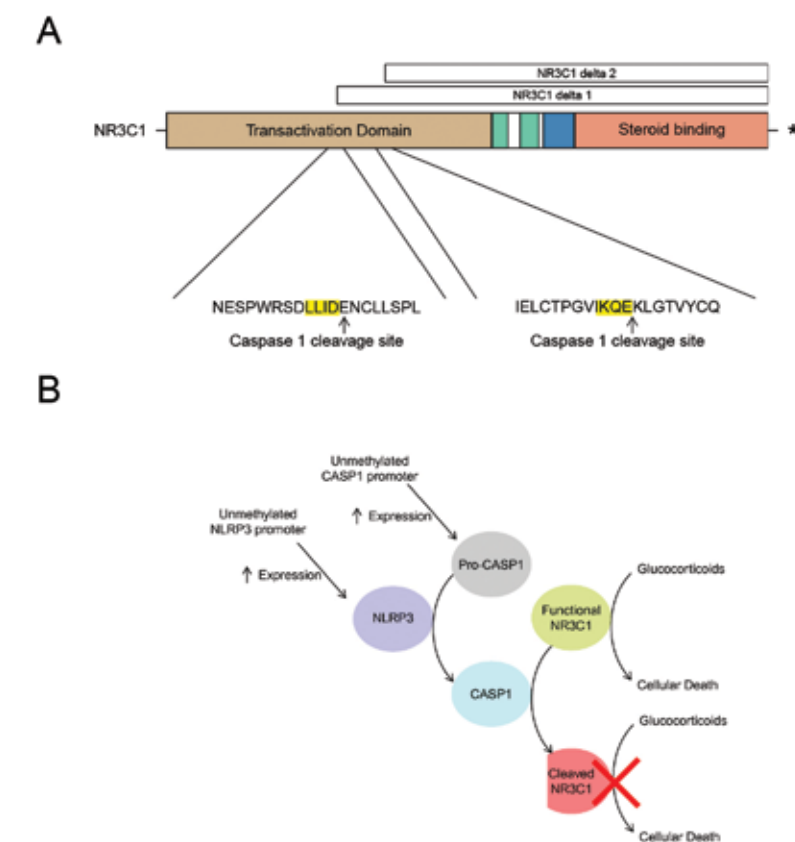 A
NR3C1 delta 2
NR3C1 delta 1
NR3C1
Transactivation Domain
Steroid binding
*
NESPWRSDLLIDENCLLSPL
IELCTPGVIKQEKLGTVYCQ
Caspase 1 cleavage site
Caspase 1 cleavage site
B
Unmethylated
CASP1 promoter
↑ Expression
Unmethylated
NLRP3 promoter
↑ Expression
Pro-CASP1
NLRP3
CASP1
Functional
NR3C1
Glucocorticoids
Cellular Death
Glucocorticoids
Cleaved
NR3C1
Cellular Death